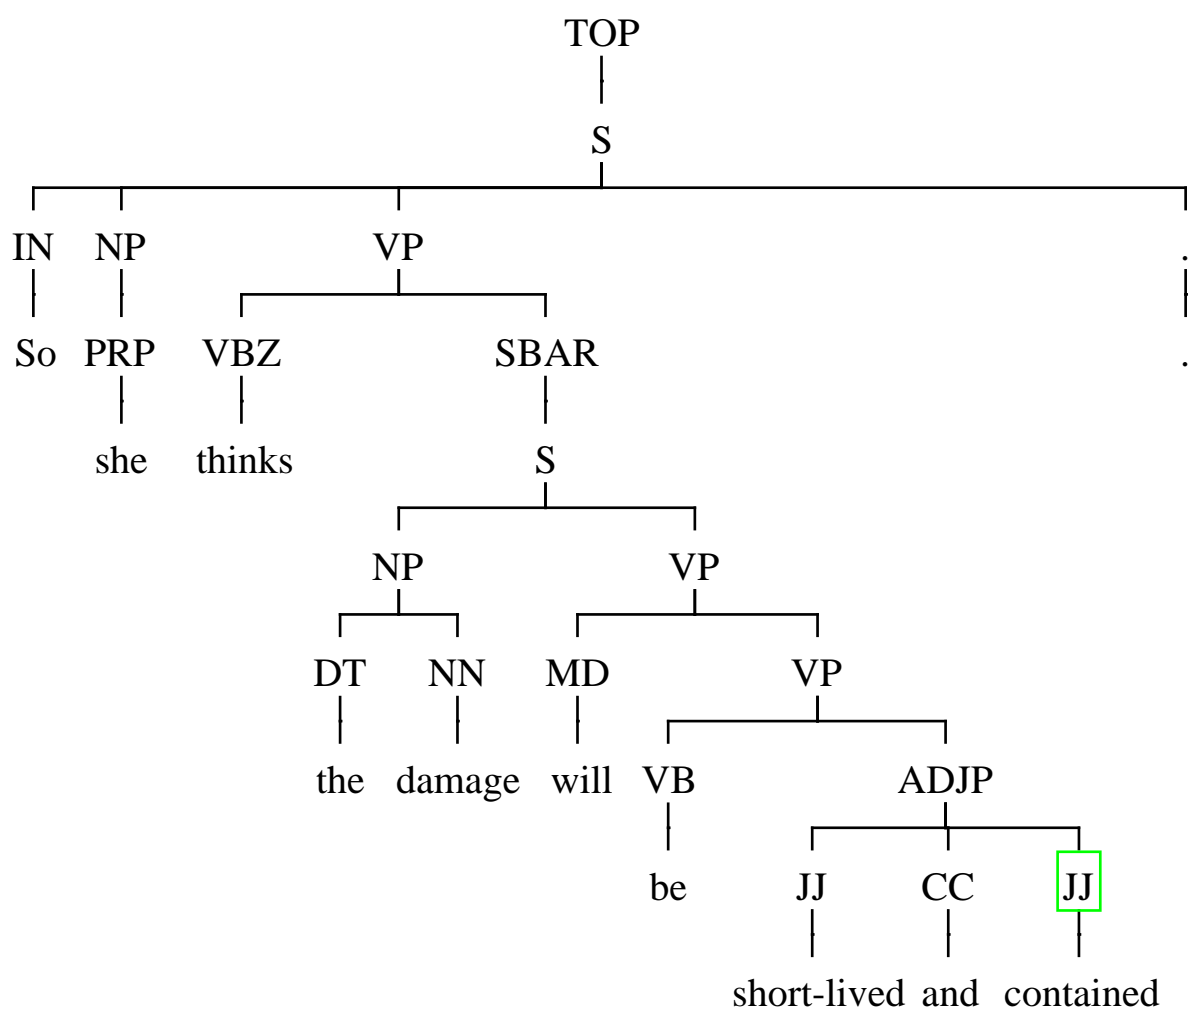 TOP
S
IN NP VP .
So PRP VBZ SBAR .
she thinks S
NP VP
DT NN MD VP
the damage will VB ADJP
be JJ CC JJ
short-lived and contained